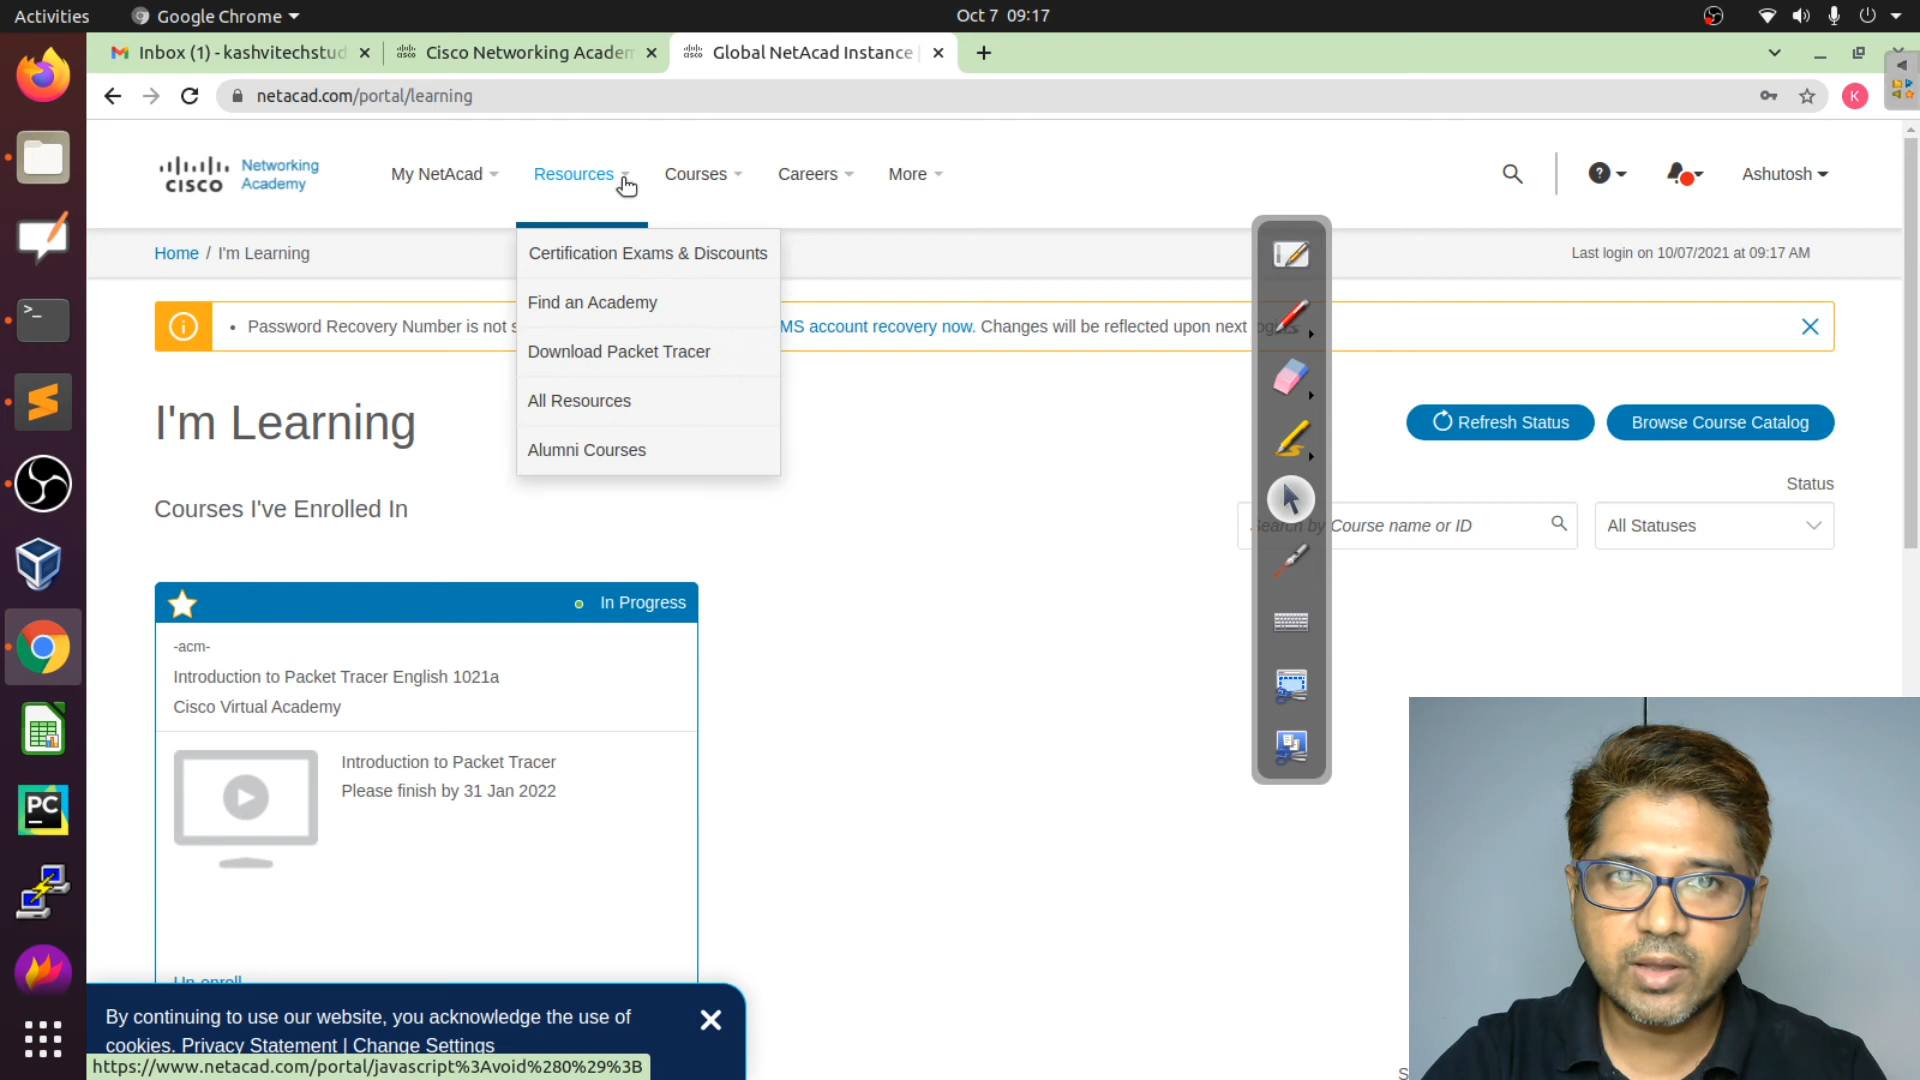 Activities
Google Chrome
Oct 7 09:17
Inbox (1) - kashvitechstud
Cisco Networking Academ
Global NetAcad Instance
netacad.com/portal/learning
K
CISCO
Networking
Academy
My NetAcad
Resources
Courses
Careers
More
Ashutosh
Home / I'm Learning
Last login on 10/07/2021 at 09:17 AM
Certification Exams & Discounts
Find an Academy
Download Packet Tracer
All Resources
Alumni Courses
• Password Recovery Number is not s
MS account recovery now. Changes will be reflected upon next
I'm Learning
Refresh Status
Browse Course Catalog
Courses I've Enrolled In
Status
Search by Course name or ID
All Statuses
In Progress
-acm-
Introduction to Packet Tracer English 1021a
Cisco Virtual Academy
Introduction to Packet Tracer
Please finish by 31 Jan 2022
PC
By continuing to use our website, you acknowledge the use of
cookies. Privacy Statement | Change Settings
https://www.netacad.com/portal/javascript%3Avoid%280%29%3B